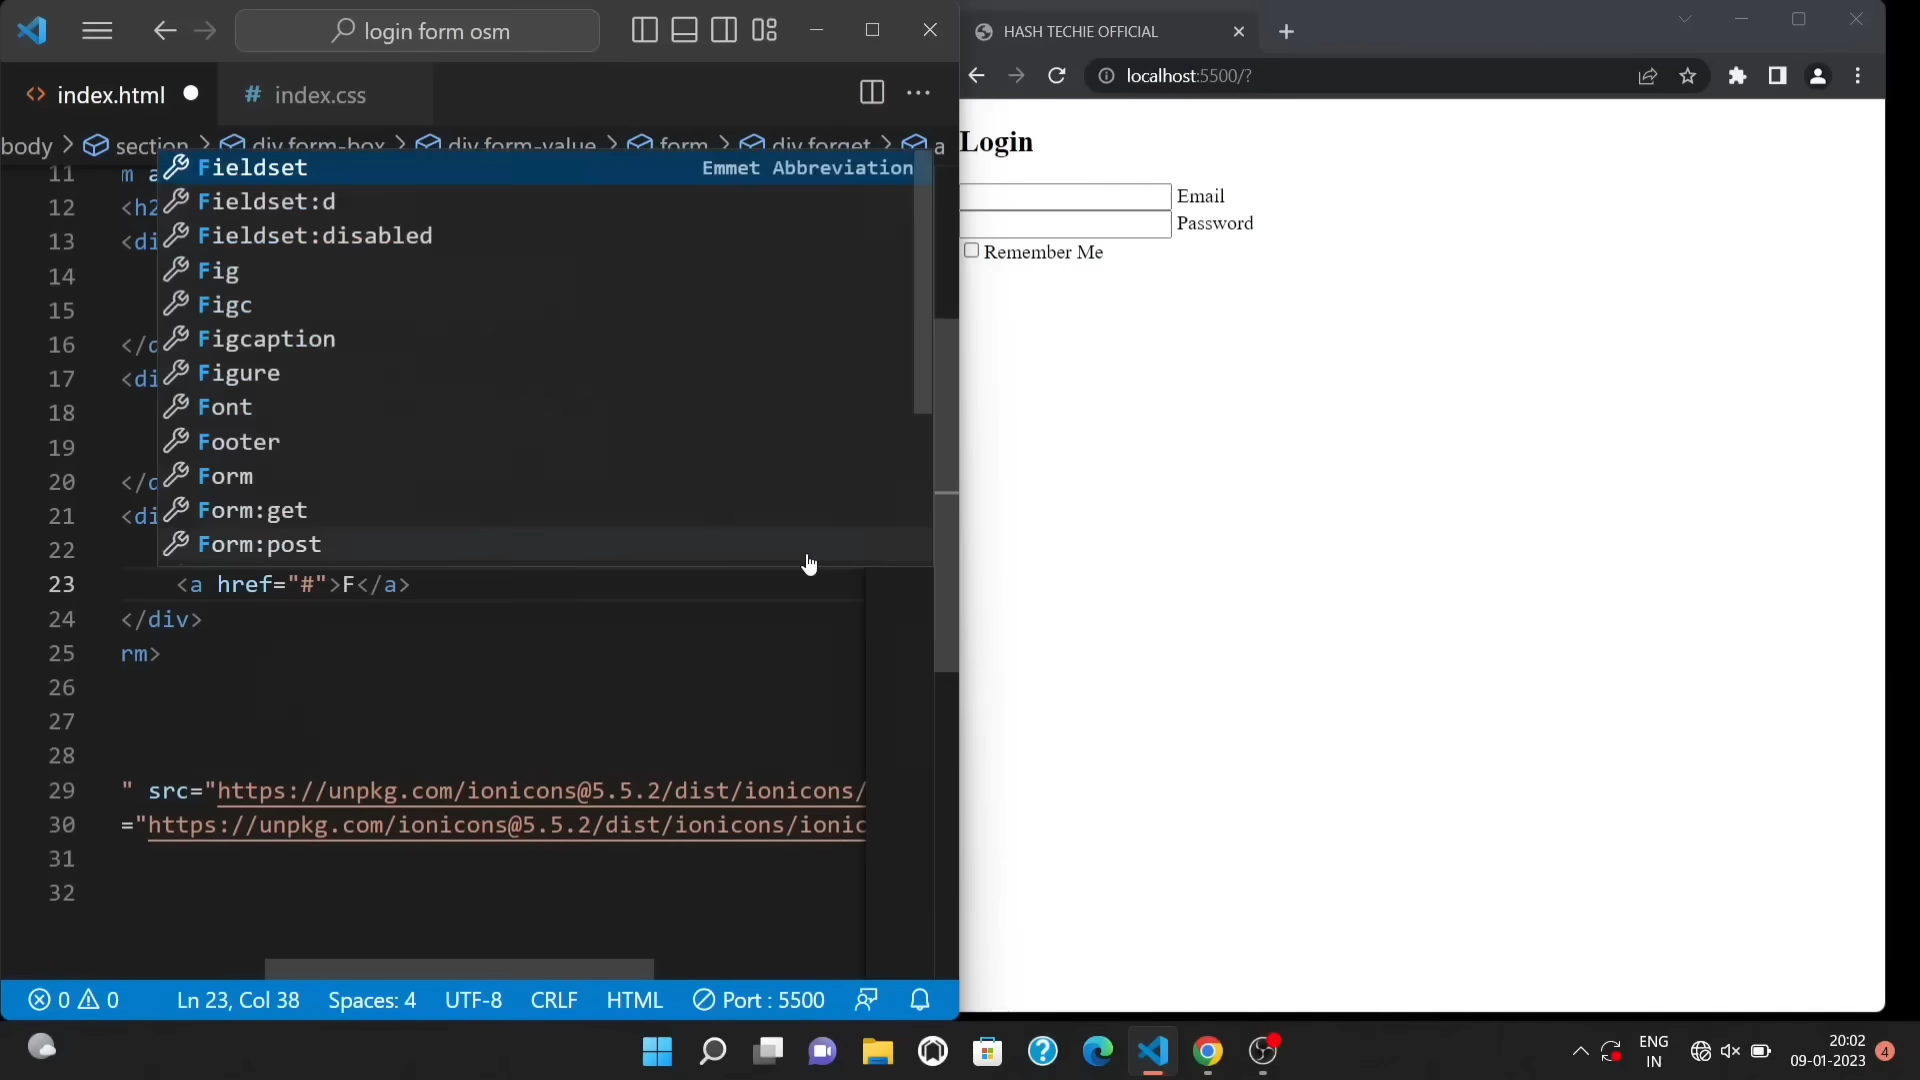 login form osm
index.html
# index.css
body > section > div.form-box > div.form-value > form > div.forget > a
Fieldset Emmet Abbreviation
Fieldset:d
Fieldset:disabled
Fig
Figc
Figcaption
Figure
Font
Footer
Form
Form:get
Form:post
11 m a
12 <h2
13 <di
14
15
16 </d
17 <di
18
19
20 </d
21 <di
22
23 <a href="#">F</a>
24 </div>
25 rm>
26
27
28
29 " src="https://unpkg.com/ionicons@5.5.2/dist/ionicons/
30 ="https://unpkg.com/ionicons@5.5.2/dist/ionicons/ionic
31
32
0 0 Ln 23, Col 38 Spaces: 4 UTF-8 CRLF HTML Port : 5500
HASH TECHIE OFFICIAL
localhost:5500/?
Login
Email
Password
Remember Me
ENG
IN
20:02
09-01-2023
4